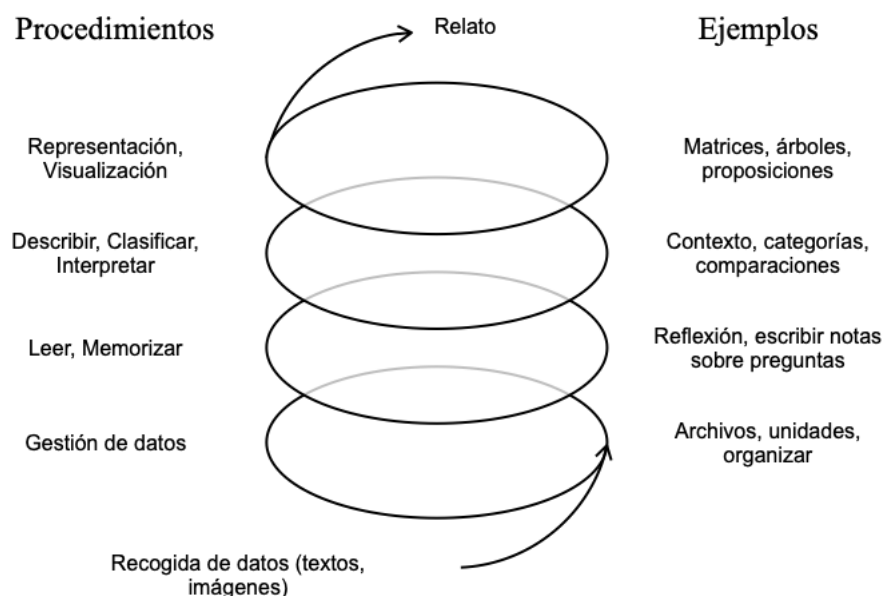 Procedimientos
Relato
Ejemplos
Representación,
Visualización
Matrices, árboles,
proposiciones
Describir, Clasificar,
Interpretar
Contexto, categorías,
comparaciones
Leer, Memorizar
Reflexión, escribir notas
sobre preguntas
Gestión de datos
Archivos, unidades,
organizar
Recogida de datos (textos,
imágenes)